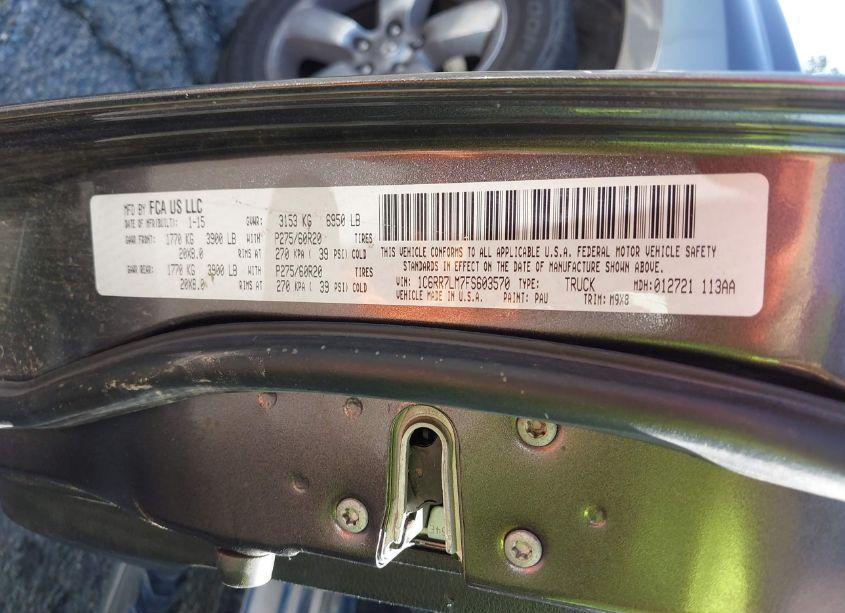 MFD BY FCA US LLC
DATE OF MFR(BUILT): 1-15 GVWR: 3153 KG 6950 LB
GAWR FRONT: 1770 KG 3900 LB WITH P275/60R20 TIRES
20X8.0 RIMS AT 270 KPA ( 39 PSI) COLD
GAWR REAR: 1770 KG 3900 LB WITH P275/60R20 TIRES
20X8.0 RIMS AT 270 KPA ( 39 PSI) COLD
THIS VEHICLE CONFORMS TO ALL APPLICABLE U.S.A. FEDERAL MOTOR VEHICLE SAFETY
STANDARDS IN EFFECT ON THE DATE OF MANUFACTURE SHOWN ABOVE.
VIN: 1C6RR7LM7FS603570 TYPE: TRUCK MDH: 012721 113AA
VEHICLE MADE IN U.S.A. PAINT: PAU TRIM: M9X8